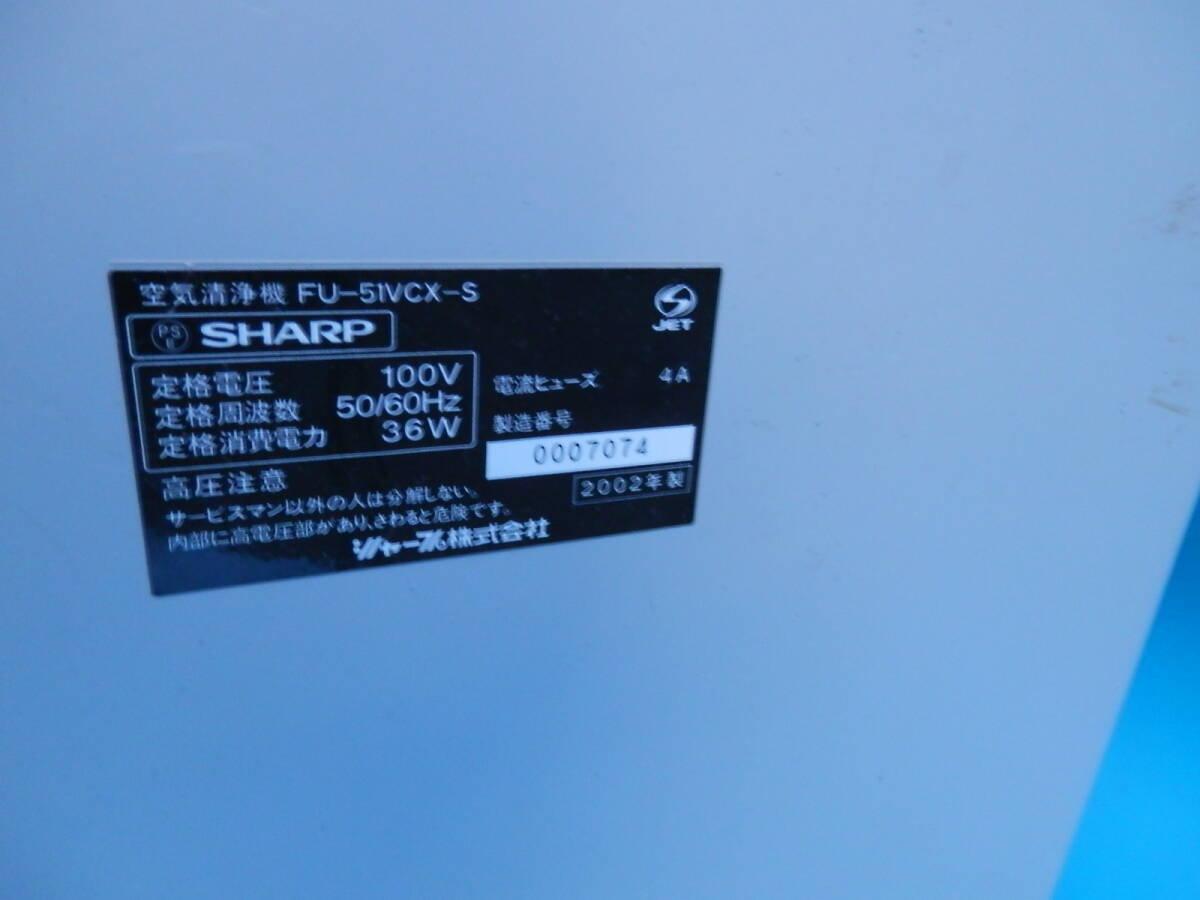 空気清浄機 FU-51VCX-S
JET
PS
E
SHARP
定格電圧 100V
定格周波数 50/60Hz
定格消費電力 36W
電流ヒューズ 4A
製造番号
0007074
2002年製
高圧注意
サービスマン以外の人は分解しない。
内部に高電圧部があり、さわると危険です。
シャープ株式会社